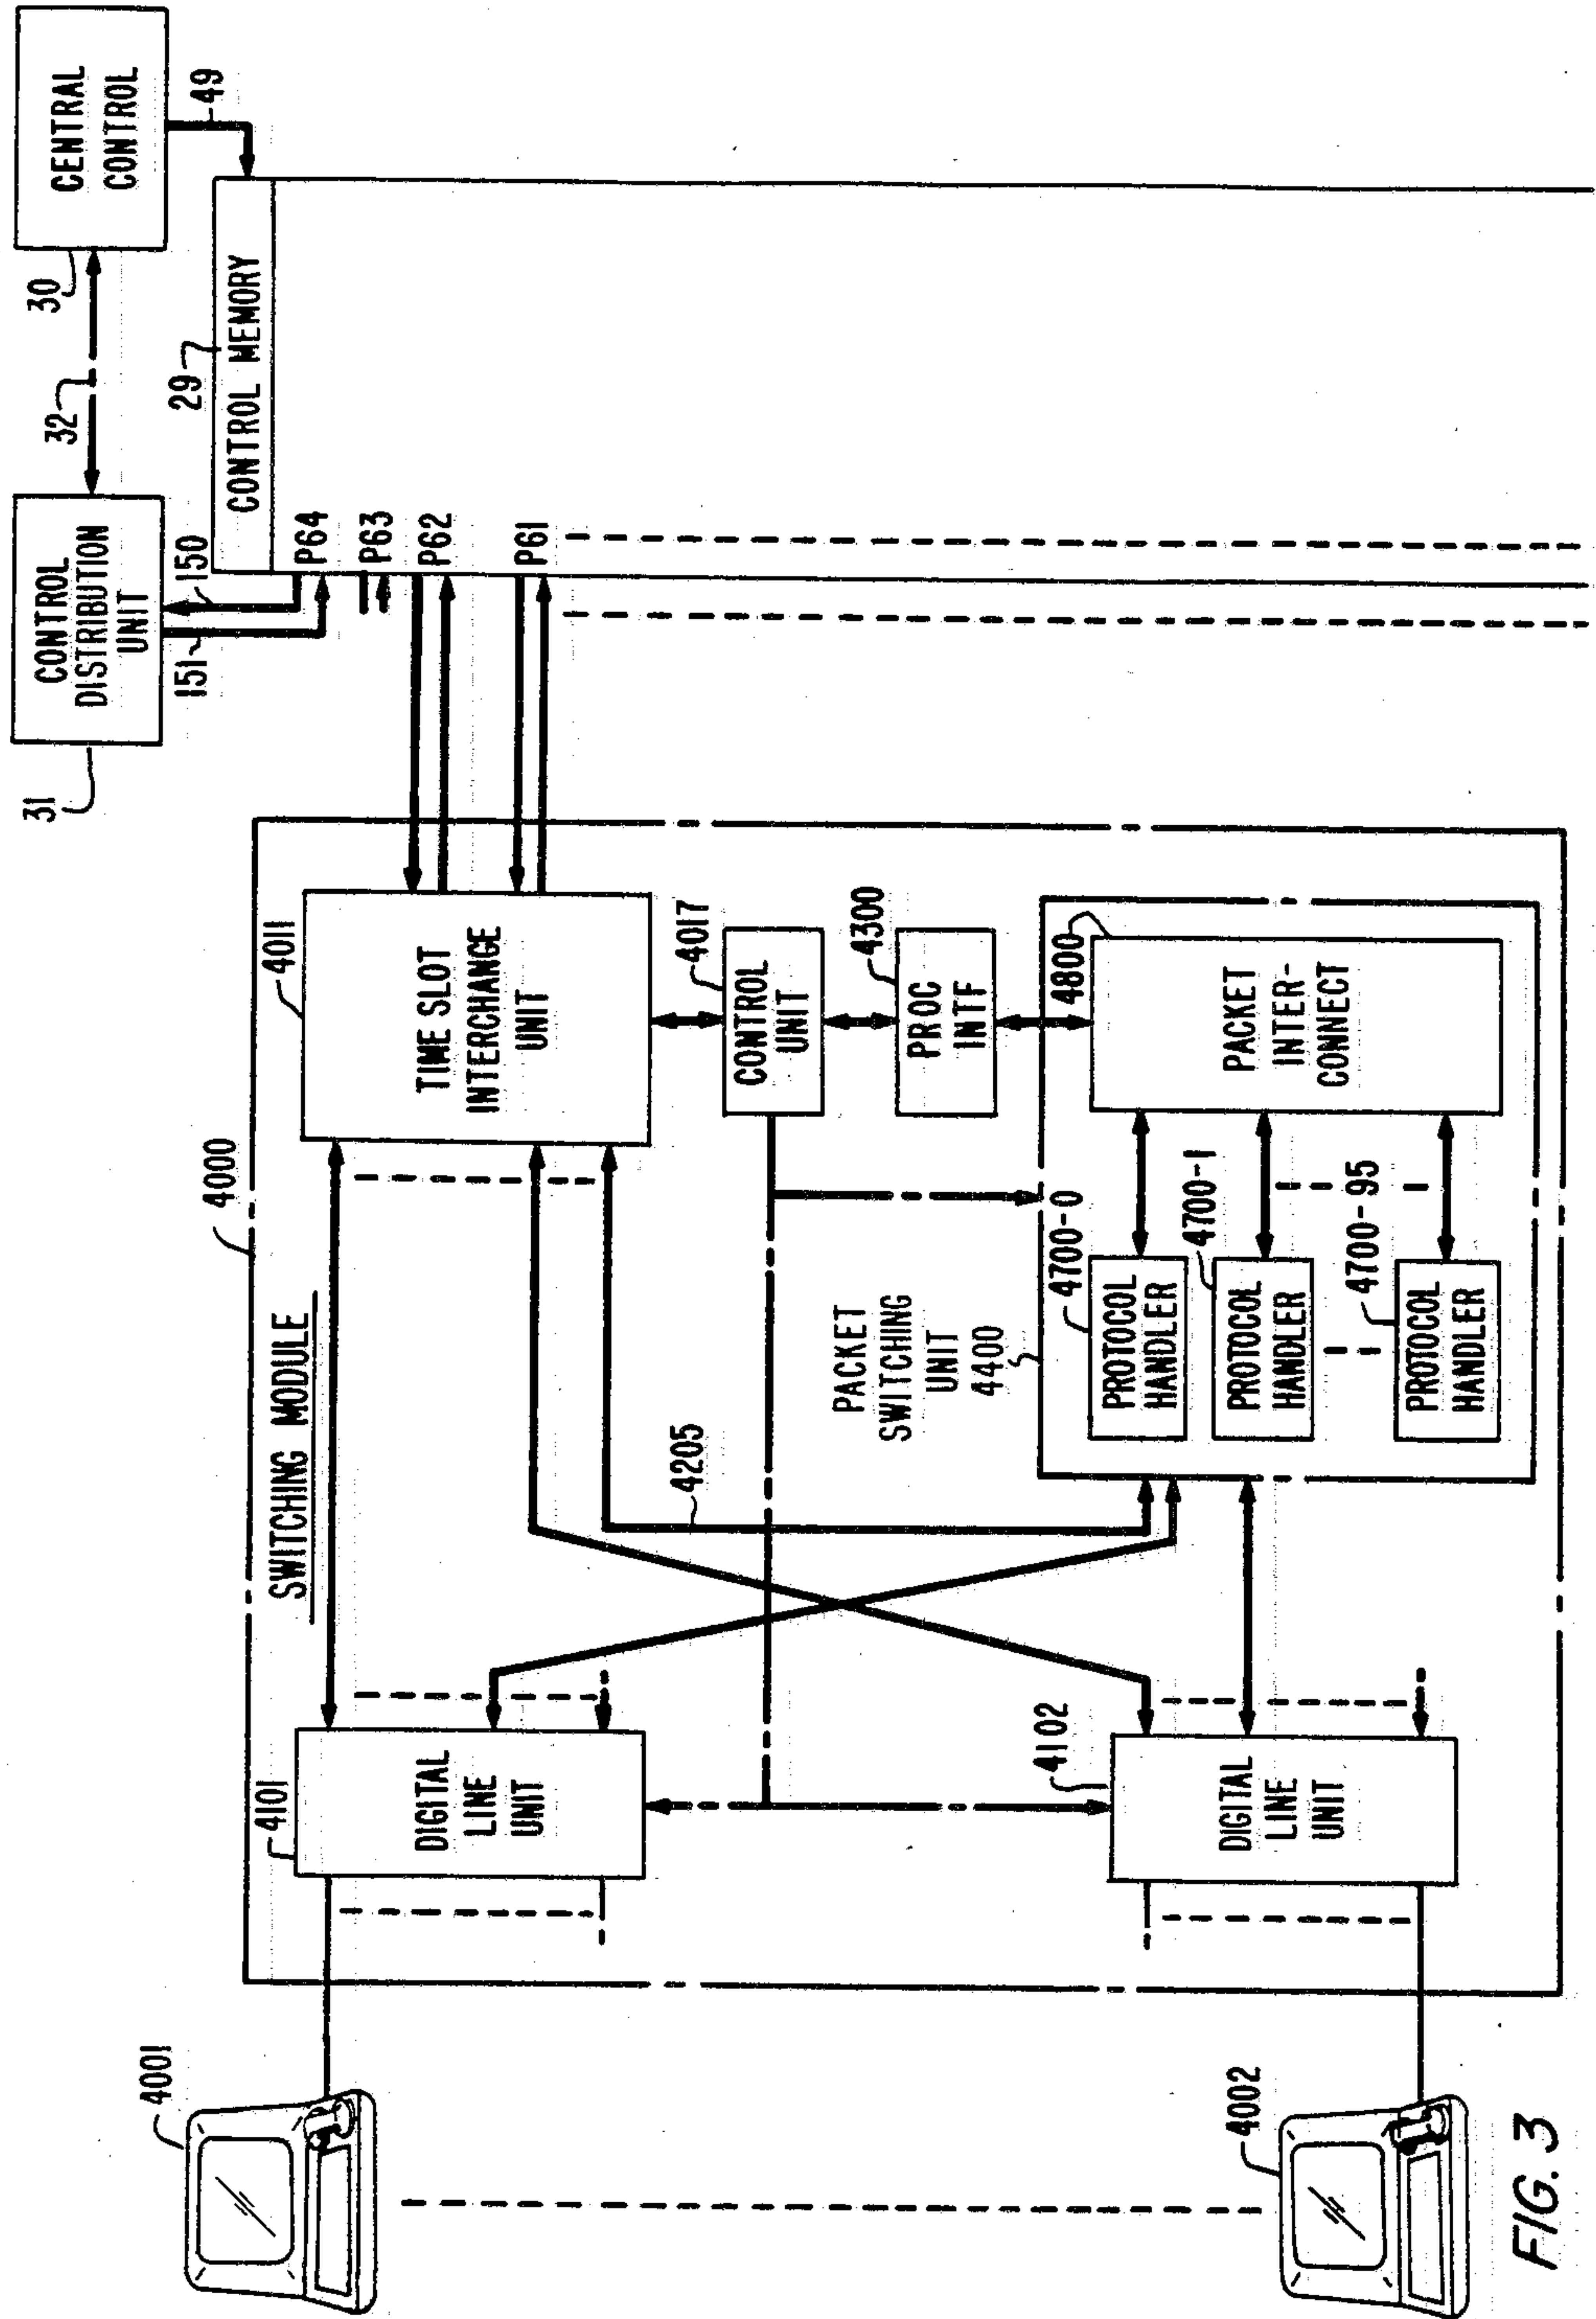 4001
4002
FIG. 3
4000
SWITCHING MODULE
4101
DIGITAL
LINE
UNIT
4102
DIGITAL
LINE
UNIT
4205
4011
TIME SLOT
INTERCHANGE
UNIT
4017
CONTROL
UNIT
4300
PROC
INTF
PACKET
SWITCHING
UNIT
4400
4700-0
PROTOCOL
HANDLER
4700-1
PROTOCOL
HANDLER
4700-95
PROTOCOL
HANDLER
4800
PACKET
INTER-
CONNECT
31
CONTROL
DISTRIBUTION
UNIT
151
150
32
30
CENTRAL
CONTROL
49
29
CONTROL MEMORY
P64
P63
P62
P61